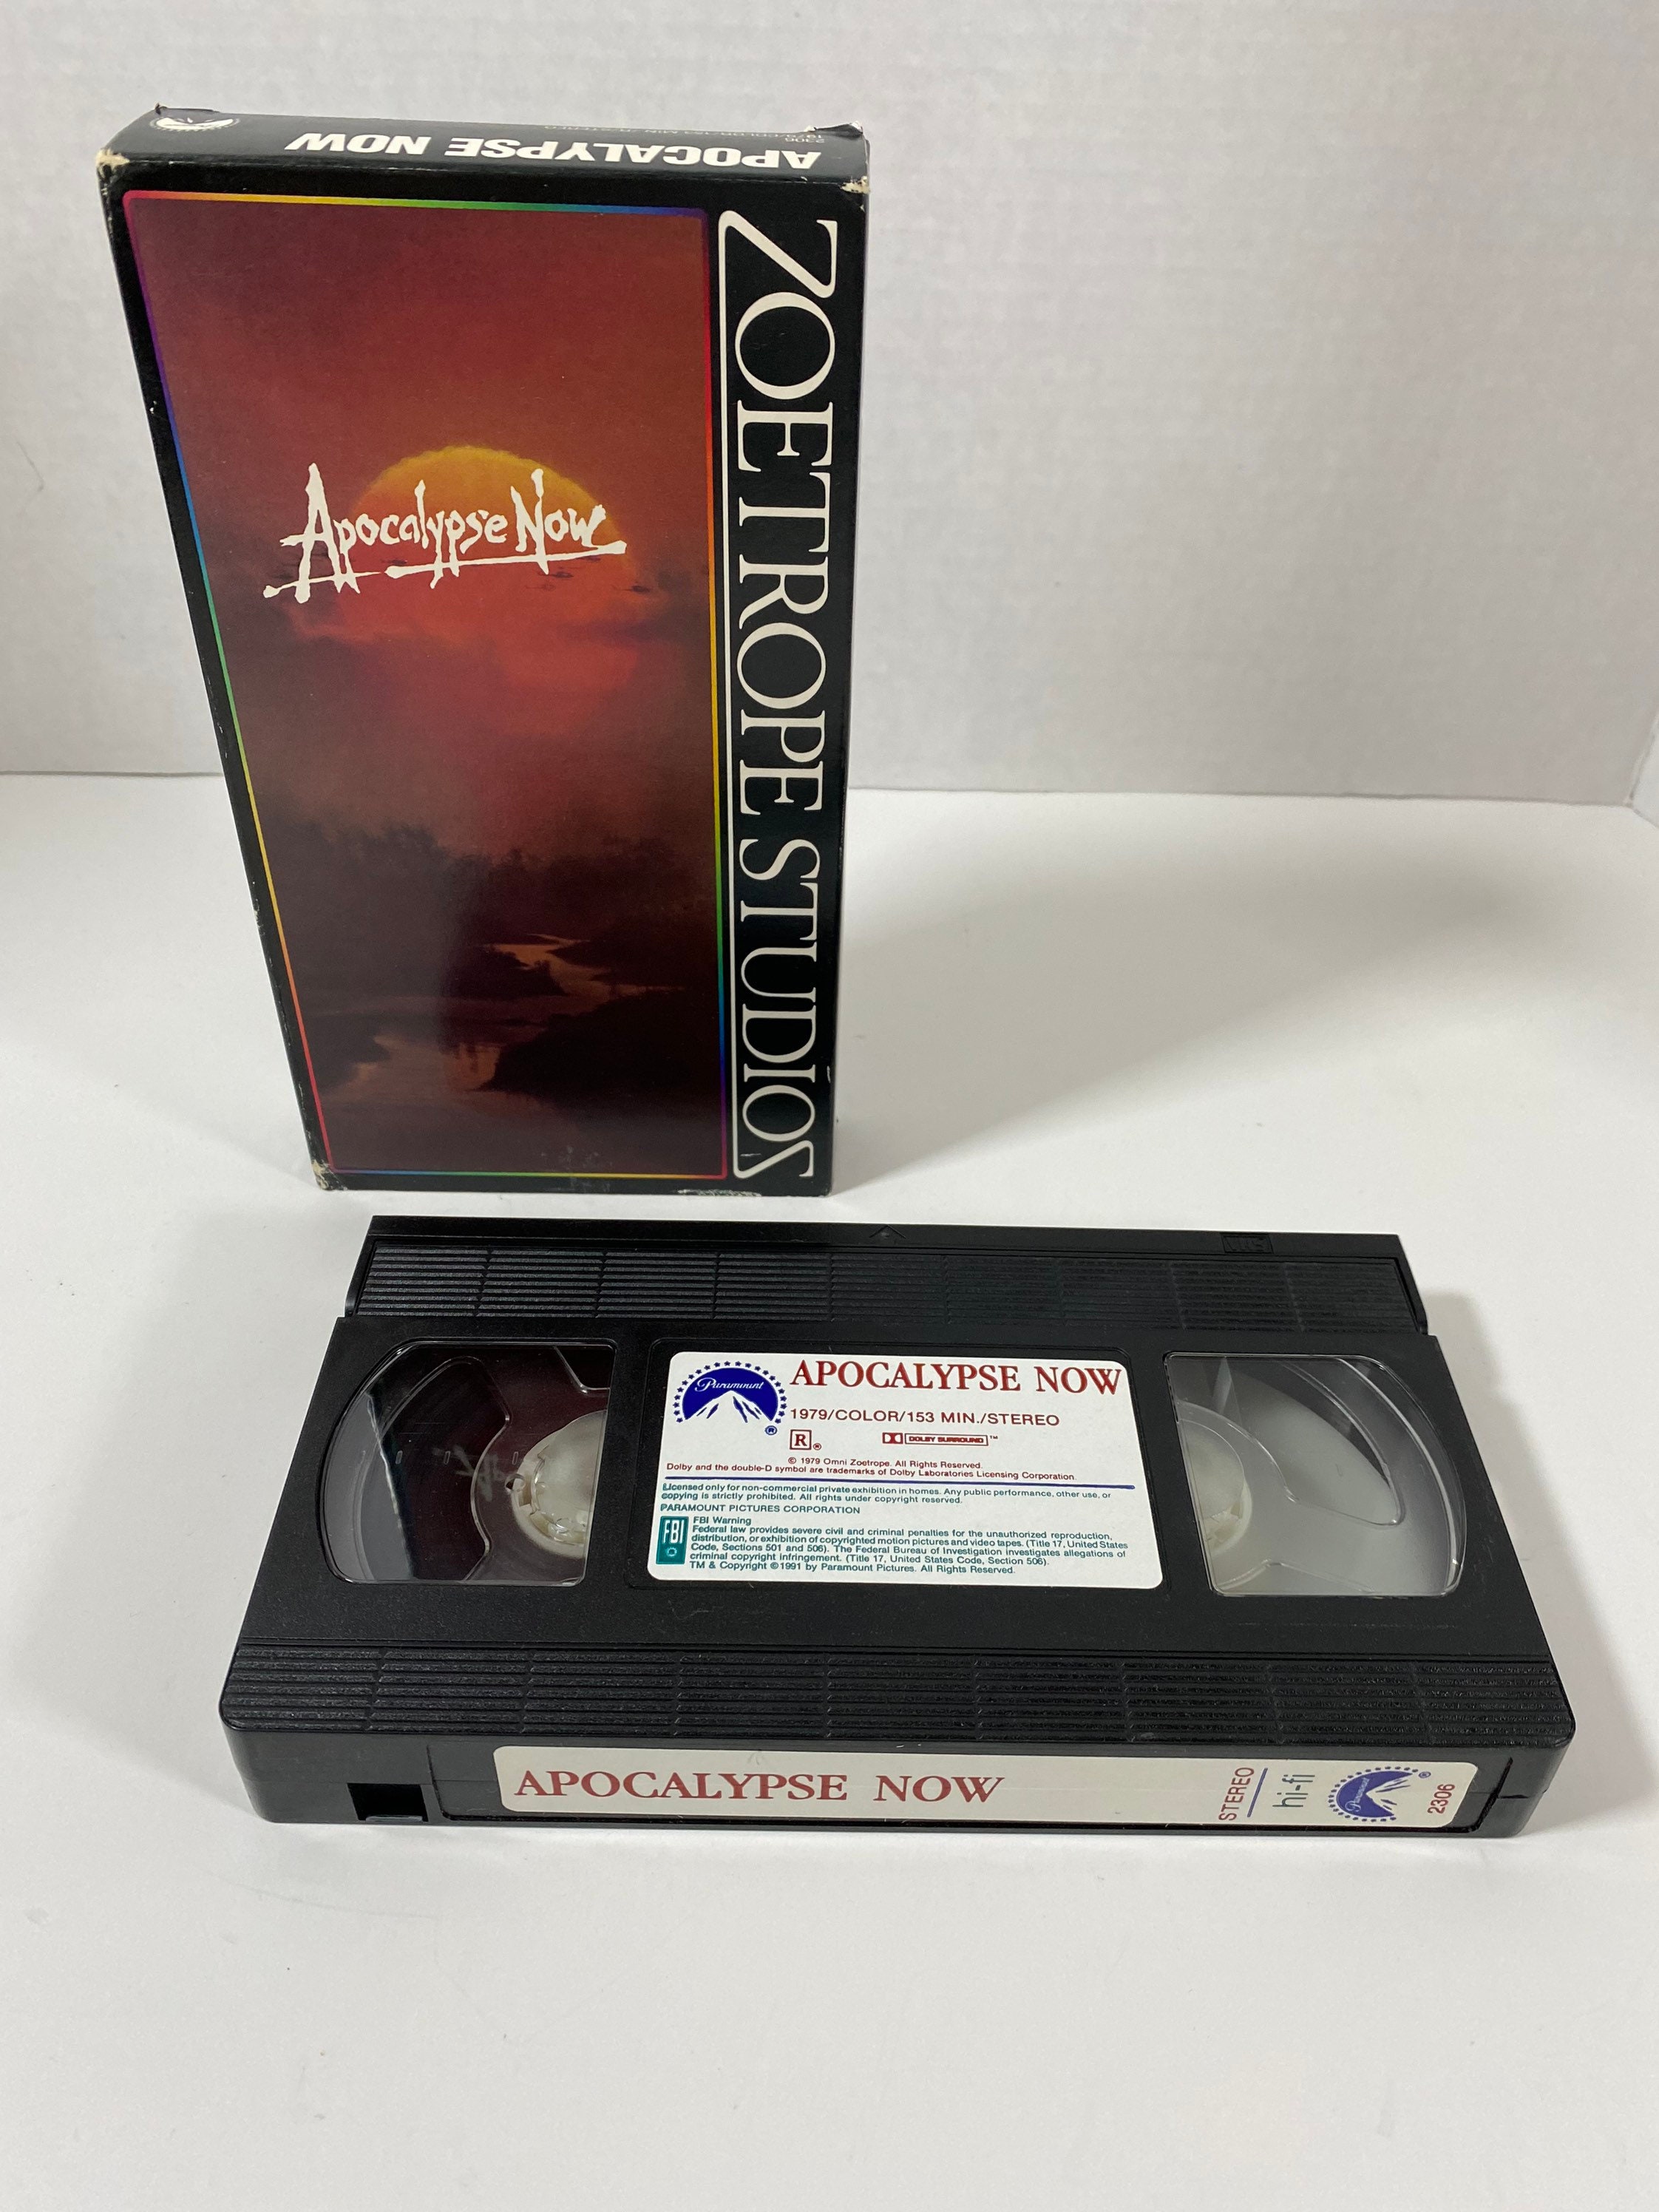 APOCALYPSE NOW
Apocalypse Now
ZOETROPE STUDIOS
VHS
Paramount
®
APOCALYPSE NOW
1979/COLOR/153 MIN./STEREO
R ® DOLBY SURROUND ™
© 1979 Omni Zoetrope. All Rights Reserved.
Dolby and the double-D symbol are trademarks of Dolby Laboratories Licensing Corporation.
Licensed only for non-commercial private exhibition in homes. Any public performance, other use, or
copying is strictly prohibited. All rights under copyright reserved.
PARAMOUNT PICTURES CORPORATION
FBI
FBI Warning
Federal law provides severe civil and criminal penalties for the unauthorized reproduction,
distribution, or exhibition of copyrighted motion pictures and video tapes. (Title 17, United States
Code, Sections 501 and 506). The Federal Bureau of Investigation investigates allegations of
criminal copyright infringement. (Title 17, United States Code, Section 506).
TM & Copyright © 1991 by Paramount Pictures. All Rights Reserved.
APOCALYPSE NOW
STEREO
hi-fi
Paramount
®
2306